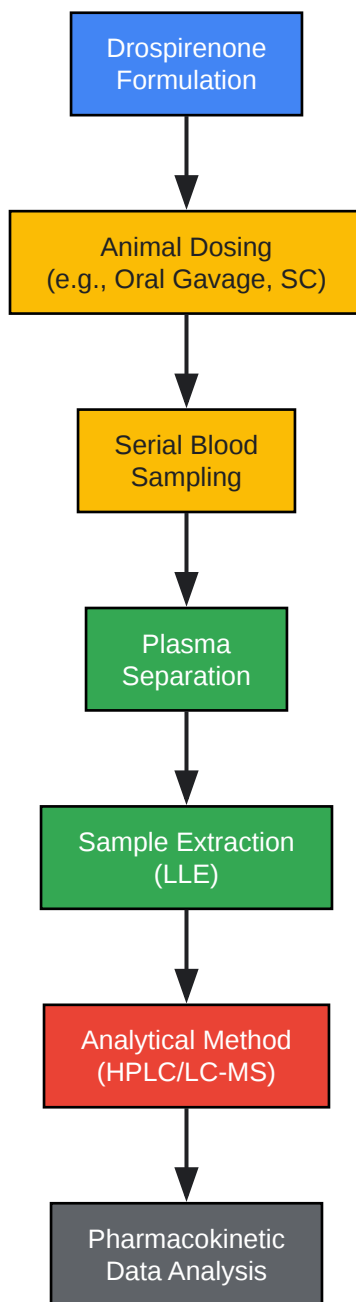 Drospirenone
Formulation
Animal Dosing
(e.g., Oral Gavage, SC)
Serial Blood
Sampling
Plasma
Separation
Sample Extraction
(LLE)
Analytical Method
(HPLC/LC-MS)
Pharmacokinetic
Data Analysis